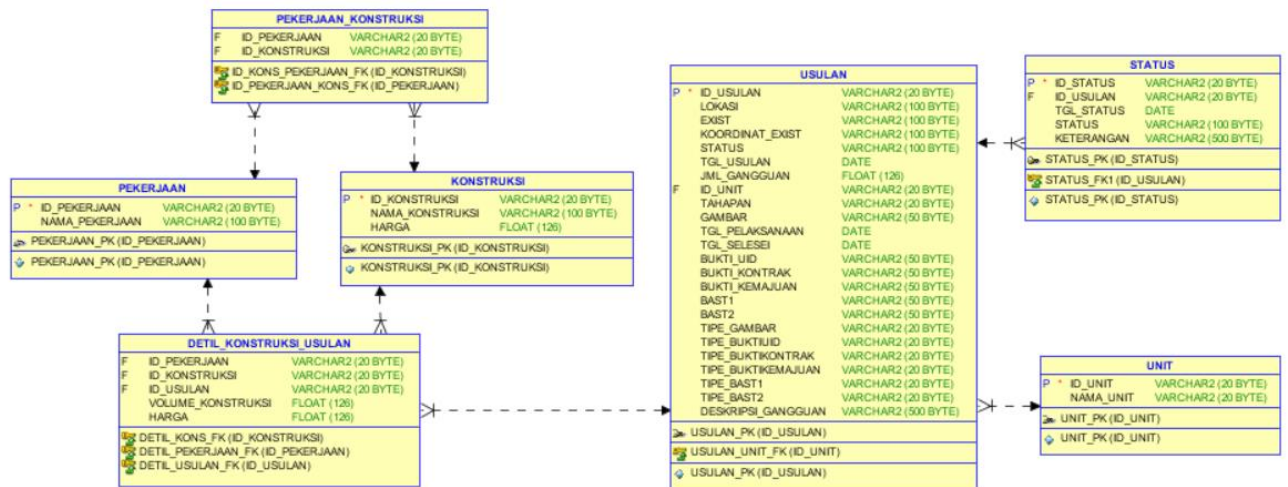 PEKERJAAN_KONSTRUKSI
F ID_PEKERJAAN VARCHAR2 (20 BYTE)
F ID_KONSTRUKSI VARCHAR2 (20 BYTE)
ID_KONS_PEKERJAAN_FK (ID_KONSTRUKSI)
ID_PEKERJAAN_KONS_FK (ID_PEKERJAAN)
PEKERJAAN
P * ID_PEKERJAAN VARCHAR2 (20 BYTE)
NAMA_PEKERJAAN VARCHAR2 (100 BYTE)
PEKERJAAN_PK (ID_PEKERJAAN)
PEKERJAAN_PK (ID_PEKERJAAN)
KONSTRUKSI
P * ID_KONSTRUKSI VARCHAR2 (20 BYTE)
NAMA_KONSTRUKSI VARCHAR2 (100 BYTE)
HARGA FLOAT (126)
KONSTRUKSI_PK (ID_KONSTRUKSI)
KONSTRUKSI_PK (ID_KONSTRUKSI)
DETIL_KONSTRUKSI_USULAN
F ID_PEKERJAAN VARCHAR2 (20 BYTE)
F ID_KONSTRUKSI VARCHAR2 (20 BYTE)
F ID_USULAN VARCHAR2 (20 BYTE)
VOLUME_KONSTRUKSI FLOAT (126)
HARGA FLOAT (126)
DETIL_KONS_FK (ID_KONSTRUKSI)
DETIL_PEKERJAAN_FK (ID_PEKERJAAN)
DETIL_USULAN_FK (ID_USULAN)
USULAN
P * ID_USULAN VARCHAR2 (20 BYTE)
LOKASI VARCHAR2 (100 BYTE)
EXIST VARCHAR2 (100 BYTE)
KOORDINAT_EXIST VARCHAR2 (100 BYTE)
STATUS VARCHAR2 (100 BYTE)
TGL_USULAN DATE
JML_GANGGUAN FLOAT (126)
F ID_UNIT VARCHAR2 (20 BYTE)
TAHAPAN VARCHAR2 (20 BYTE)
GAMBAR VARCHAR2 (50 BYTE)
TGL_PELAKSANAAN DATE
TGL_SELESEI DATE
BUKTI_UID VARCHAR2 (50 BYTE)
BUKTI_KONTRAK VARCHAR2 (50 BYTE)
BUKTI_KEMAJUAN VARCHAR2 (50 BYTE)
BAST1 VARCHAR2 (50 BYTE)
BAST2 VARCHAR2 (50 BYTE)
TIPE_GAMBAR VARCHAR2 (20 BYTE)
TIPE_BUKTIUID VARCHAR2 (20 BYTE)
TIPE_BUKTIKONTRAK VARCHAR2 (20 BYTE)
TIPE_BUKTIKEMAJUAN VARCHAR2 (20 BYTE)
TIPE_BAST1 VARCHAR2 (20 BYTE)
TIPE_BAST2 VARCHAR2 (20 BYTE)
DESKRIPSI_GANGGUAN VARCHAR2 (500 BYTE)
USULAN_PK (ID_USULAN)
USULAN_UNIT_FK (ID_UNIT)
USULAN_PK (ID_USULAN)
STATUS
P * ID_STATUS VARCHAR2 (20 BYTE)
F ID_USULAN VARCHAR2 (20 BYTE)
TGL_STATUS DATE
STATUS VARCHAR2 (100 BYTE)
KETERANGAN VARCHAR2 (500 BYTE)
STATUS_PK (ID_STATUS)
STATUS_FK1 (ID_USULAN)
STATUS_PK (ID_STATUS)
UNIT
P * ID_UNIT VARCHAR2 (20 BYTE)
NAMA_UNIT VARCHAR2 (20 BYTE)
UNIT_PK (ID_UNIT)
UNIT_PK (ID_UNIT)